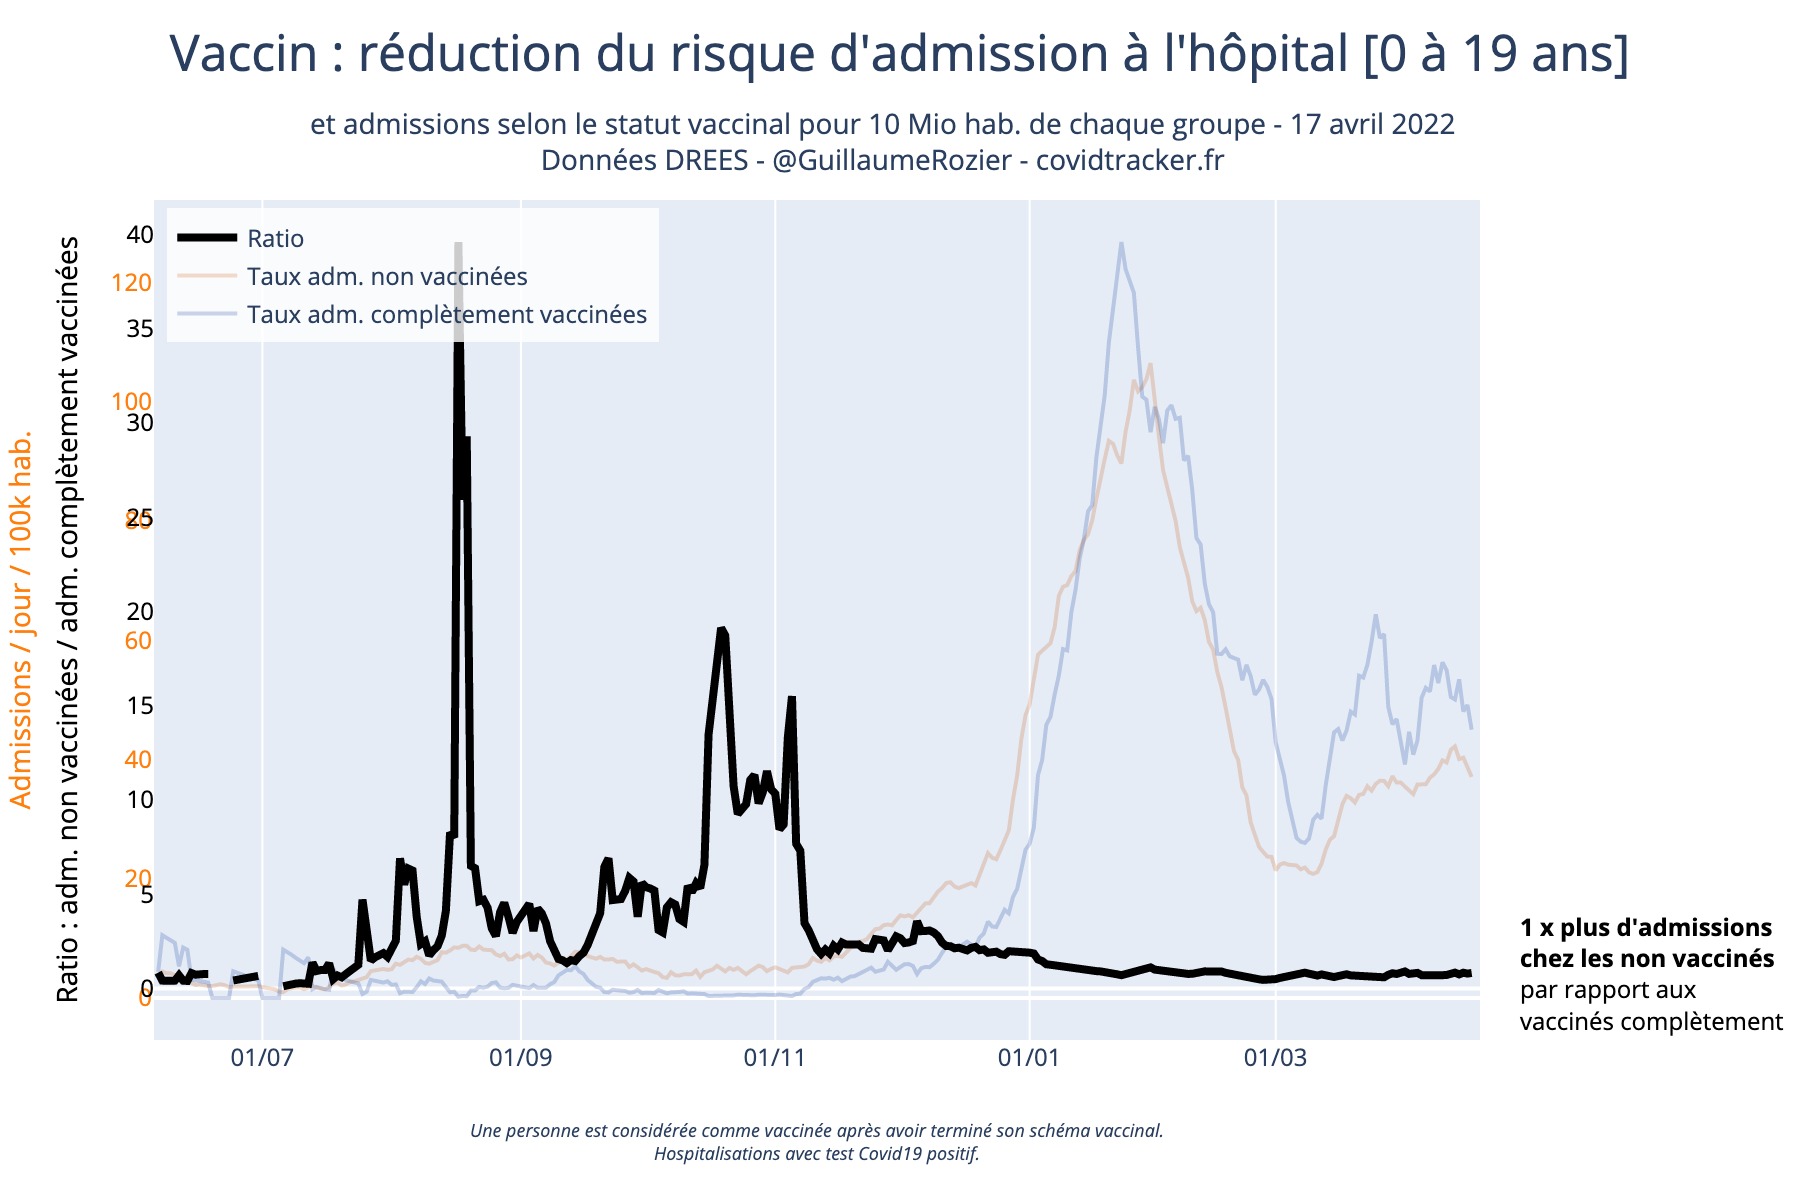 Vaccin : réduction du risque d'admission à l'hôpital [0 à 19 ans]
et admissions selon le statut vaccinal pour 10 Mio hab. de chaque groupe - 17 avril 2022
Données DREES - @GuillaumeRozier - covidtracker.fr
Admissions / jour / 100k hab.
Ratio : adm. non vaccinées / adm. complètement vaccinées
40
120
35
100
30
80
25
20
60
15
40
10
20
5
0
0
Ratio
Taux adm. non vaccinées
Taux adm. complètement vaccinées
01/07
01/09
01/11
01/01
01/03
1 x plus d'admissions
chez les non vaccinés
par rapport aux
vaccinés complètement
Une personne est considérée comme vaccinée après avoir terminé son schéma vaccinal.
Hospitalisations avec test Covid19 positif.